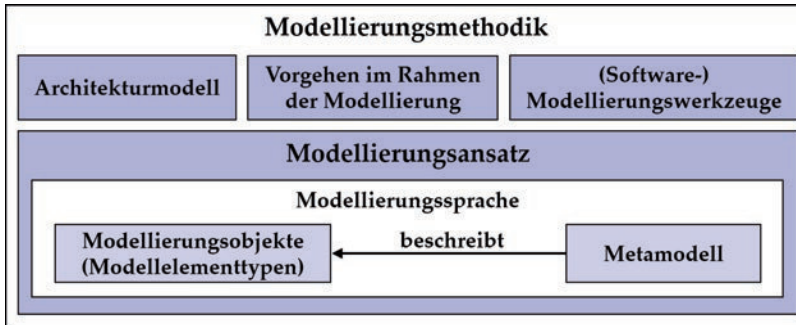 Modellierungsmethodik
Architekturmodell
Vorgehen im Rahmen
der Modellierung
(Software-)
Modellierungswerkzeuge
Modellierungsansatz
Modellierungssprache
Modellierungsobjekte
(Modellelementtypen)
beschreibt
Metamodell